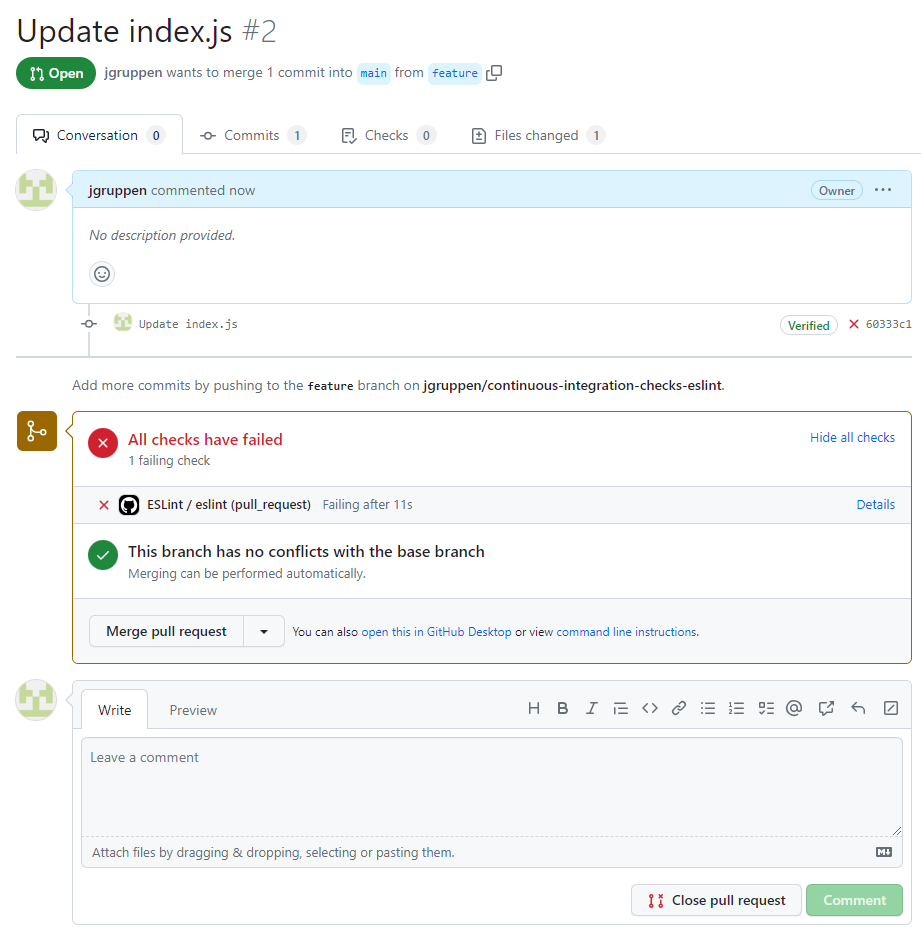 Update index.js #2
Open jgruppen wants to merge 1 commit into main from feature
Conversation 0 Commits 1 Checks 0 Files changed 1
jgruppen commented now Owner
No description provided.
Update index.js Verified 60333c1
Add more commits by pushing to the feature branch on jgruppen/continuous-integration-checks-eslint.
All checks have failed Hide all checks
1 failing check
ESLint / eslint (pull_request) Failing after 11s Details
This branch has no conflicts with the base branch
Merging can be performed automatically.
Merge pull request You can also open this in GitHub Desktop or view command line instructions.
Write Preview
Leave a comment
Attach files by dragging & dropping, selecting or pasting them.
Close pull request Comment